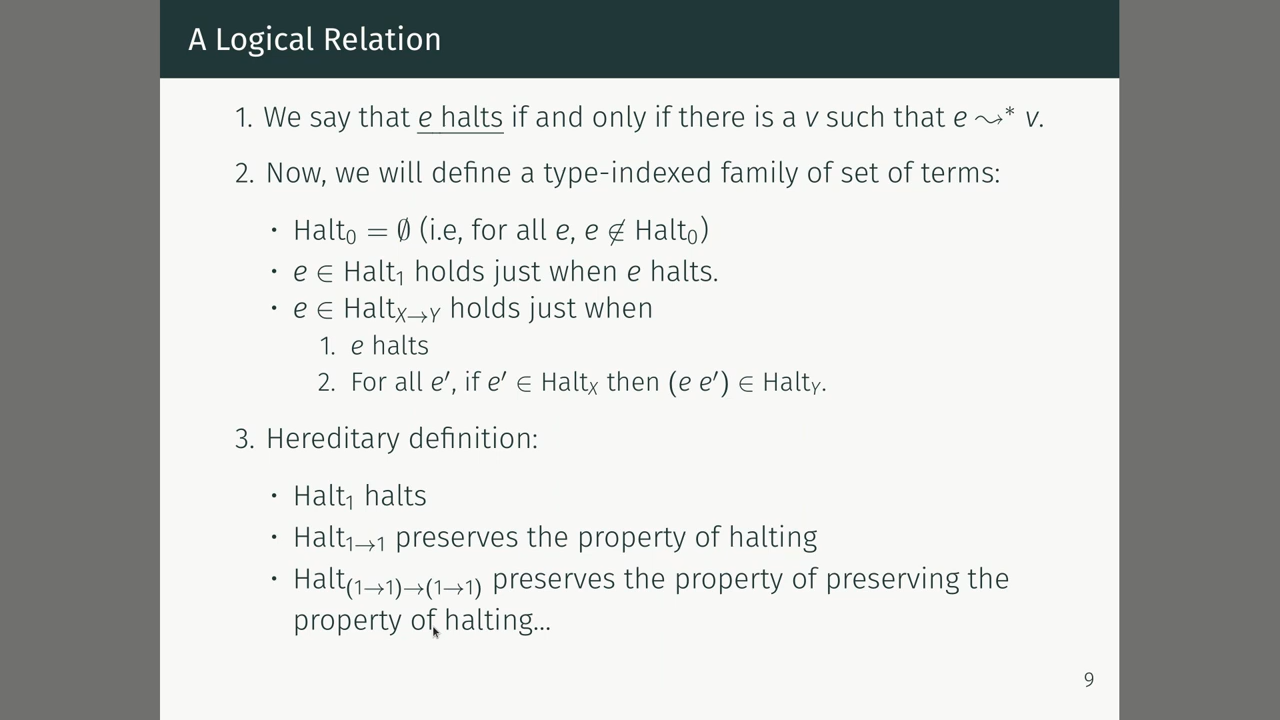 A Logical Relation
1. We say that e halts if and only if there is a v such that e ⇝* v.
2. Now, we will define a type-indexed family of set of terms:
• Halt₀ = ∅ (i.e, for all e, e ∉ Halt₀)
• e ∈ Halt₁ holds just when e halts.
• e ∈ Halt_{X→Y} holds just when
1. e halts
2. For all e′, if e′ ∈ Halt_X then (e e′) ∈ Halt_Y.
3. Hereditary definition:
• Halt₁ halts
• Halt_{1→1} preserves the property of halting
• Halt_{(1→1)→(1→1)} preserves the property of preserving the
property of halting...
9